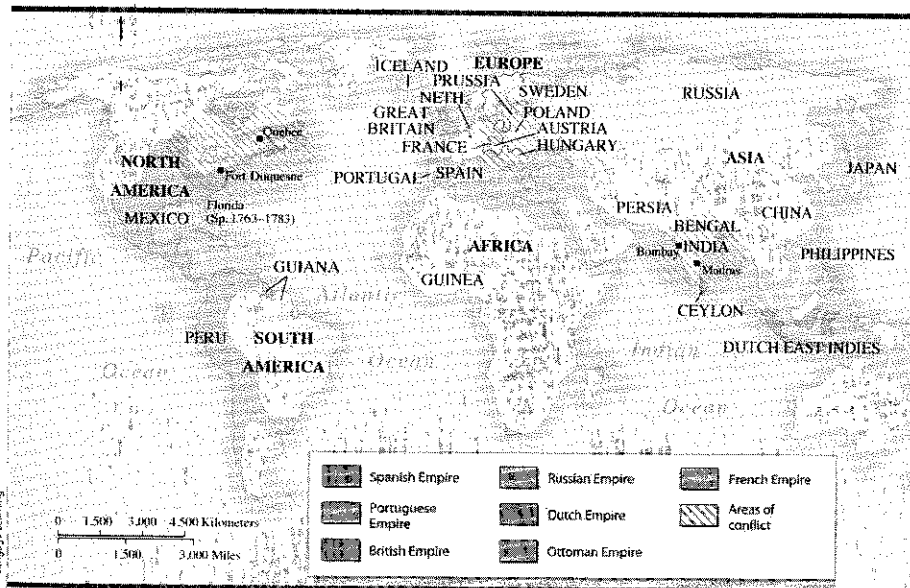 ICELAND
EUROPE
PRUSSIA
NETH
SWEDEN
RUSSIA
GREAT
BRITAIN
POLAND
AUSTRIA
FRANCE
HUNGARY
Quebec
NORTH
AMERICA
Fort Duquesne
PORTUGAL
SPAIN
ASIA
JAPAN
MEXICO
Florida
(Sp. 1763–1783)
PERSIA
CHINA
BENGAL
INDIA
Bombay
Madras
PHILIPPINES
Pacific
AFRICA
GUINEA
GUIANA
Atlantic
CEYLON
PERU
SOUTH
AMERICA
Indian
DUTCH EAST INDIES
Ocean
Ocean
Ocean
Spanish Empire
Russian Empire
French Empire
Portuguese
Empire
Dutch Empire
Areas of
conflict
British Empire
Ottoman Empire
0 1.500 3.000 4.500 Kilometers
0 1.500 3.000 Miles